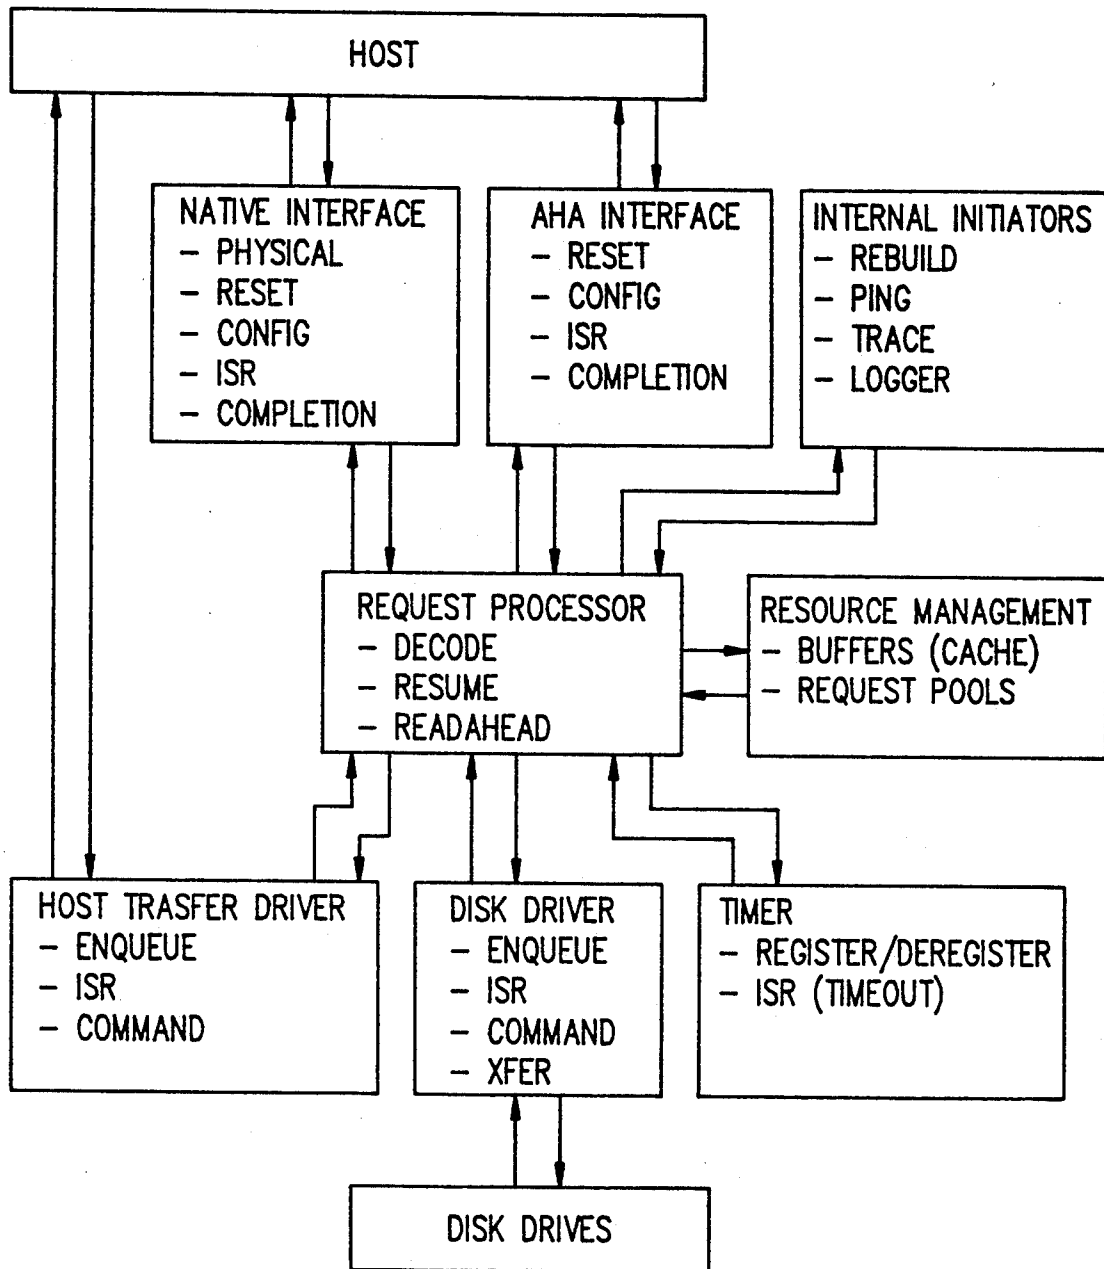 HOST
NATIVE INTERFACE
- PHYSICAL
- RESET
- CONFIG
- ISR
- COMPLETION
AHA INTERFACE
- RESET
- CONFIG
- ISR
- COMPLETION
INTERNAL INITIATORS
- REBUILD
- PING
- TRACE
- LOGGER
REQUEST PROCESSOR
- DECODE
- RESUME
- READAHEAD
RESOURCE MANAGEMENT
- BUFFERS (CACHE)
- REQUEST POOLS
HOST TRASFER DRIVER
- ENQUEUE
- ISR
- COMMAND
DISK DRIVER
- ENQUEUE
- ISR
- COMMAND
- XFER
TIMER
- REGISTER/DEREGISTER
- ISR (TIMEOUT)
DISK DRIVES